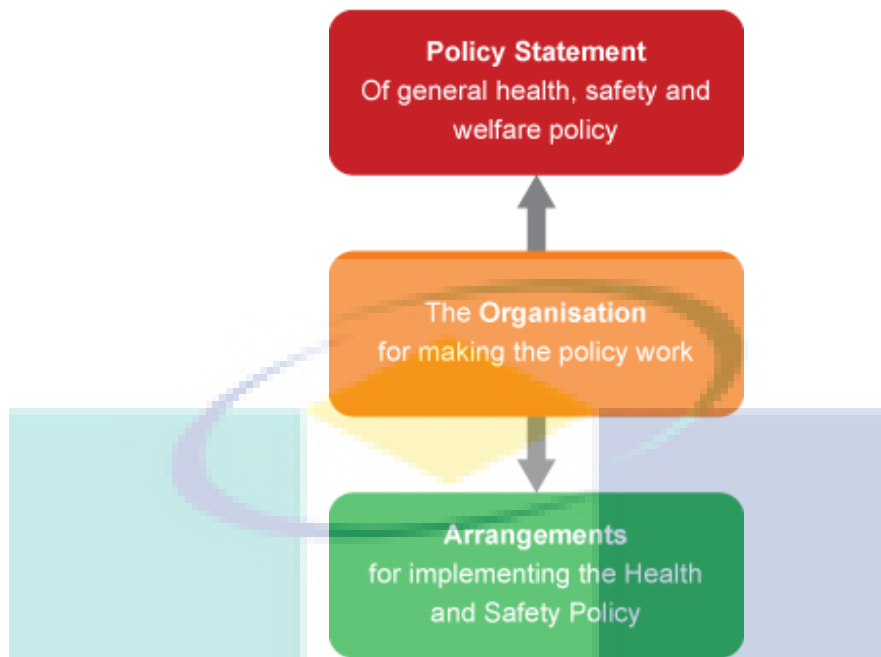 Policy Statement
Of general health, safety and
welfare policy
The Organisation
for making the policy work
Arrangements
for implementing the Health
and Safety Policy